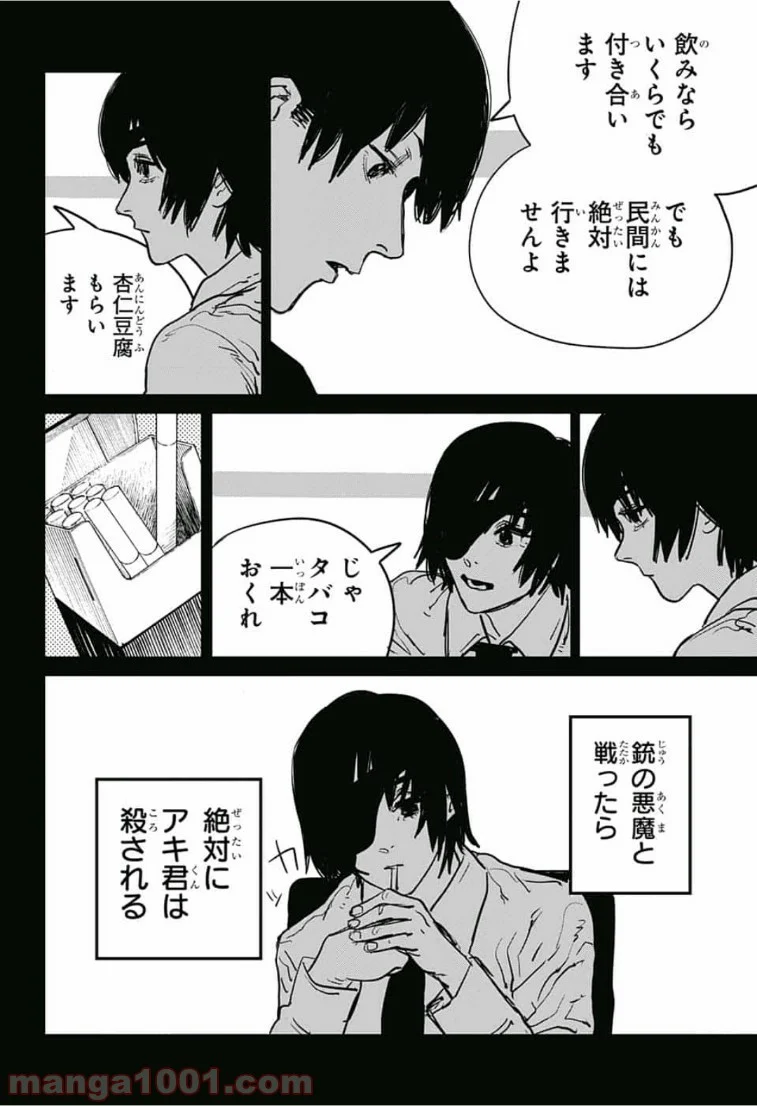 飲みなら
いくらでも
付き合い
ます
でも
民間には
絶対
行きま
せんよ
杏仁豆腐
もらい
ます
じゃ
タバコ
一本
おくれ
銃の悪魔と
戦ったら
絶対に
アキ君は
殺される
カッ
manga1001.com